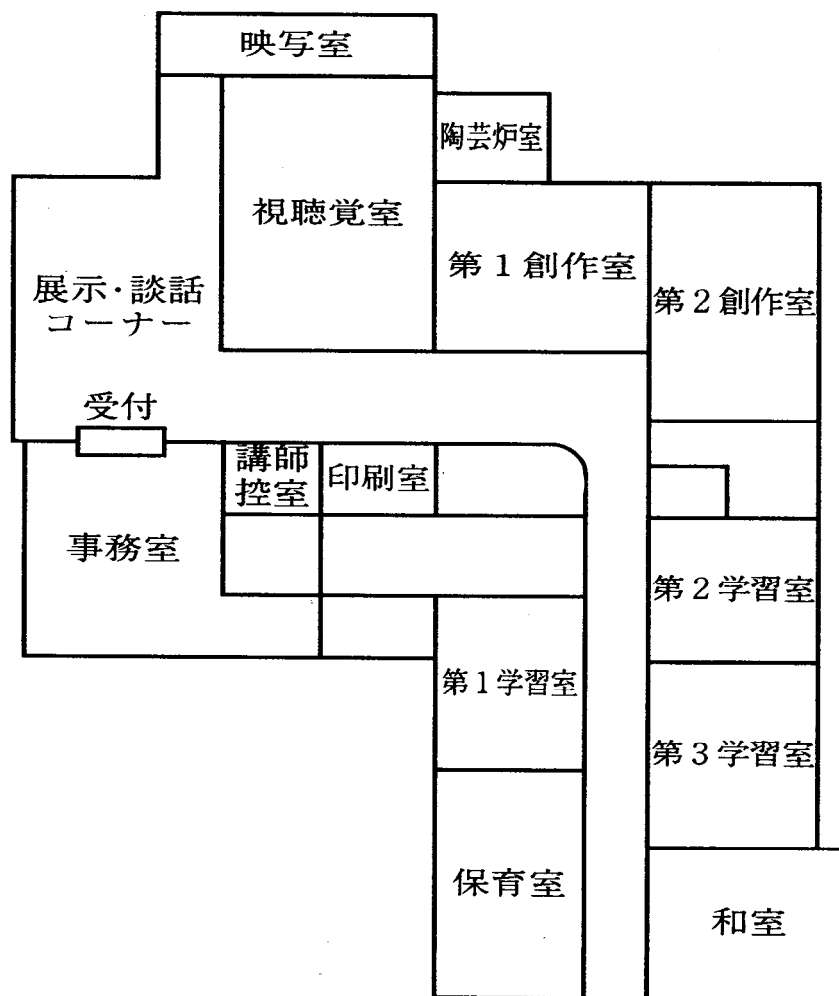 映写室
陶芸炉室
視聴覚室
第1創作室
第2創作室
展示・談話
コーナー
受付
講師
控室
印刷室
事務室
第2学習室
第1学習室
第3学習室
保育室
和室